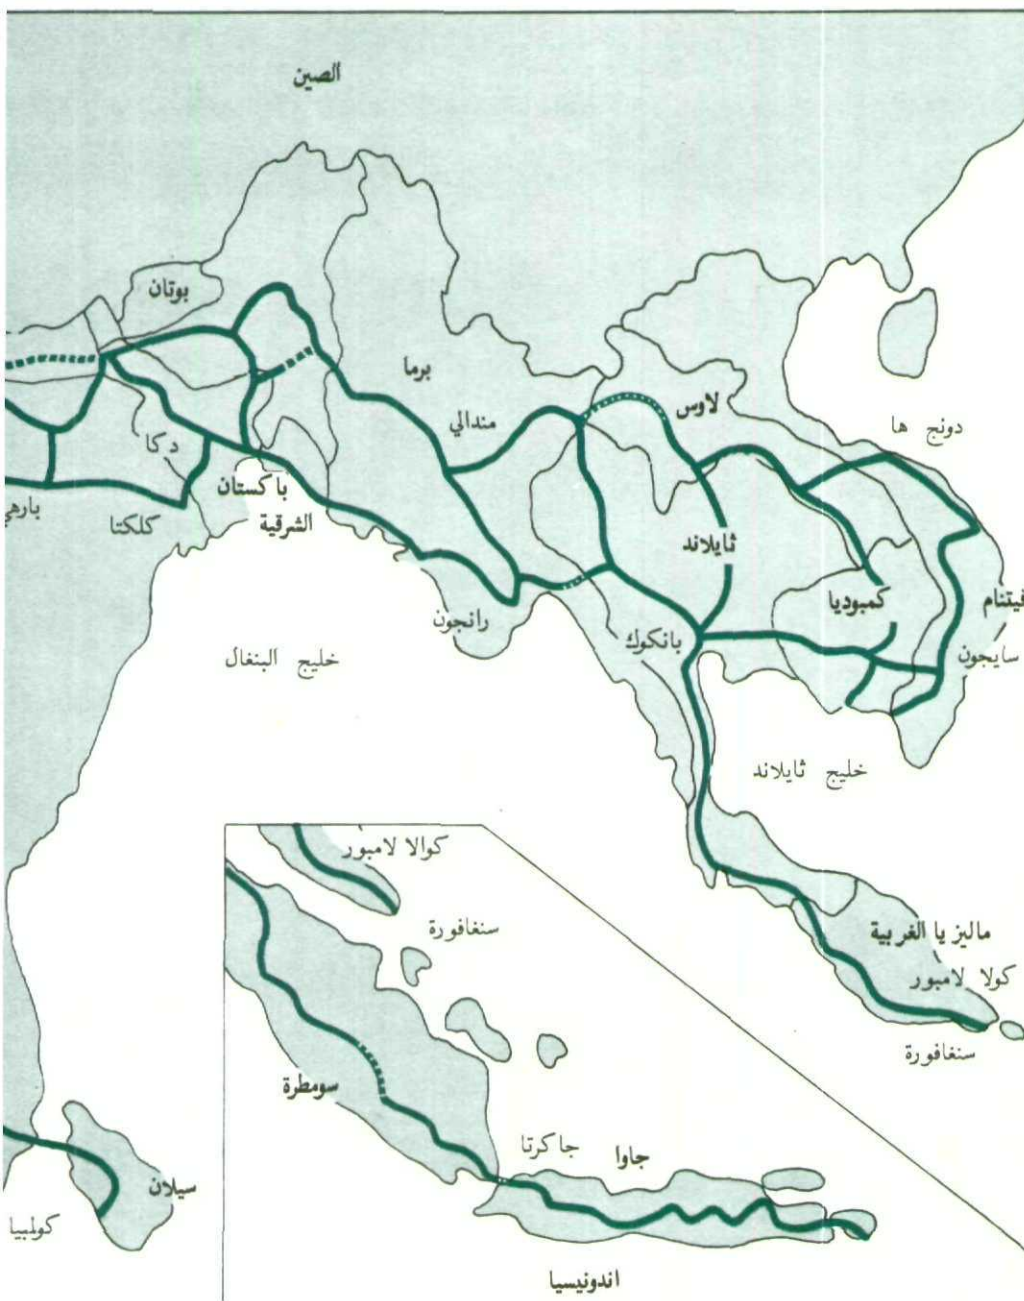 الصين
بوتان
برما
مندالي
لاوس
دونج ها
دكا
باكستان
الشرقية
كلكتا
ثايلاند
كمبوديا
فيتنام
رانجون
بانكوك
سايجون
خليج البنغال
خليج ثايلاند
كوالا لامبور
سنغافورة
ماليزيا الغربية
كولا لامبور
سنغافورة
سومطرة
جاكرتا
جاوا
سيلان
كولمبيا
اندونيسيا